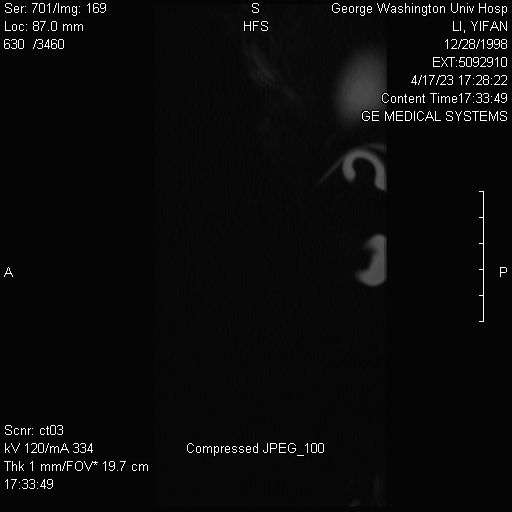 Ser: 701/Img: 169
Loc: 87.0 mm
630 /3460
S
HFS
George Washington Univ Hosp
LI, YIFAN
12/28/1998
EXT:5092910
4/17/23 17:28:22
Content Time17:33:49
GE MEDICAL SYSTEMS
A
P
Scnr: ct03
kV 120/mA 334
Thk 1 mm/FOV* 19.7 cm
17:33:49
Compressed JPEG_100